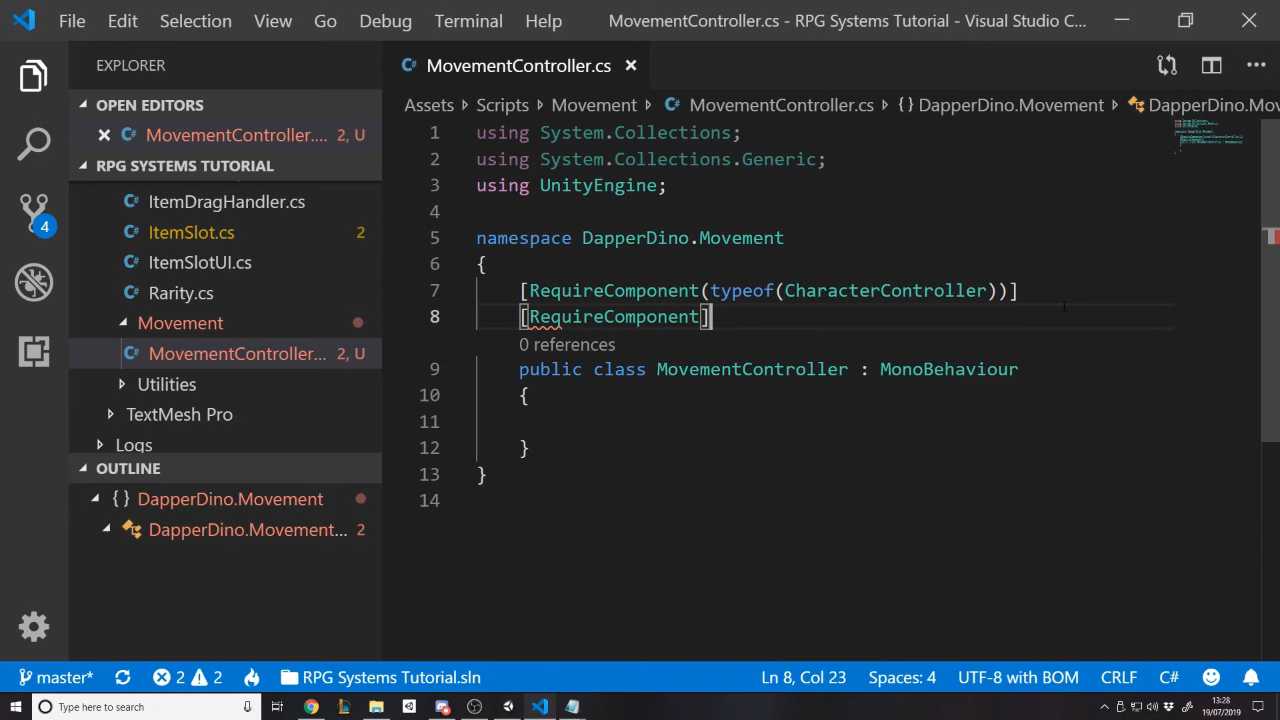 File Edit Selection View Go Debug Terminal Help MovementController.cs - RPG Systems Tutorial - Visual Studio C...
EXPLORER
OPEN EDITORS
MovementController.... 2, U
RPG SYSTEMS TUTORIAL
ItemDragHandler.cs
ItemSlot.cs 2
ItemSlotUI.cs
Rarity.cs
Movement
MovementController... 2, U
Utilities
TextMesh Pro
Logs
OUTLINE
{} DapperDino.Movement
DapperDino.Movement... 2
4
MovementController.cs
Assets > Scripts > Movement > MovementController.cs > {} DapperDino.Movement > DapperDino.Mo
1 using System.Collections;
2 using System.Collections.Generic;
3 using UnityEngine;
4
5 namespace DapperDino.Movement
6 {
7 [RequireComponent(typeof(CharacterController))]
8 [RequireComponent]
0 references
9 public class MovementController : MonoBehaviour
10 {
11
12 }
13 }
14
master* 2 2 RPG Systems Tutorial.sln Ln 8, Col 23 Spaces: 4 UTF-8 with BOM CRLF C#
Type here to search
13:28
19/07/2019